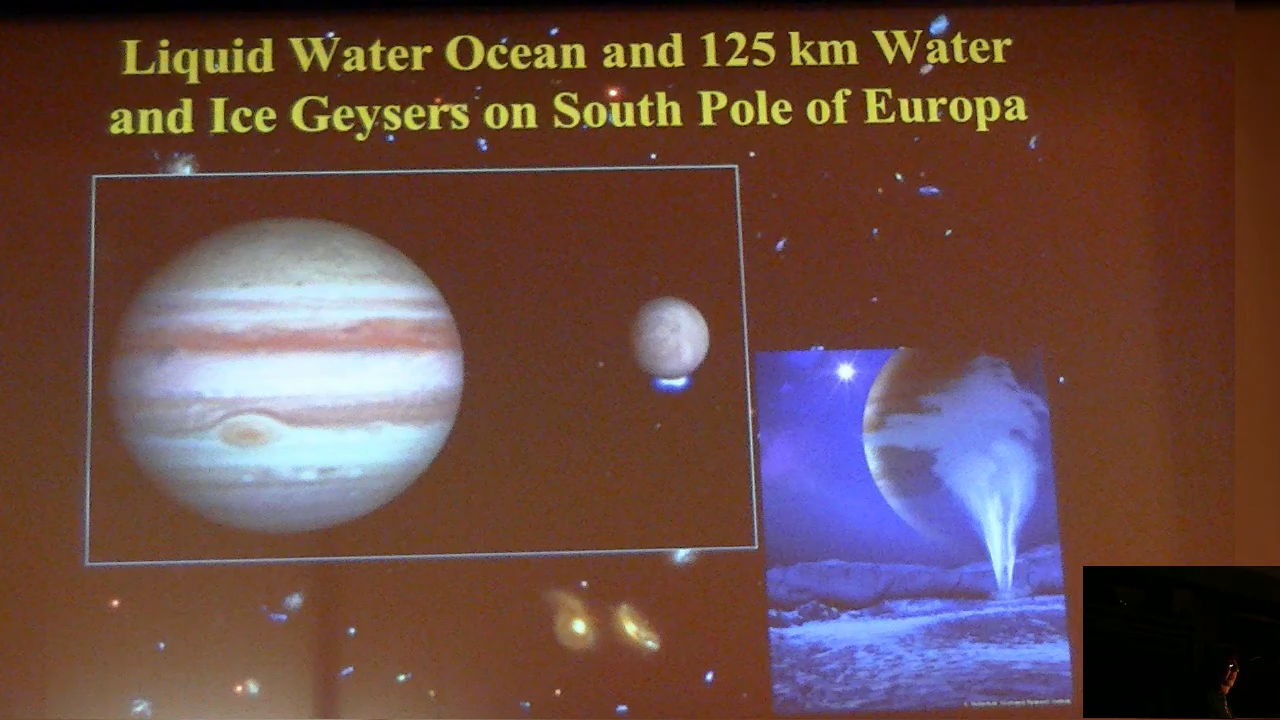 Liquid Water Ocean and 125 km Water
and Ice Geysers on South Pole of Europa